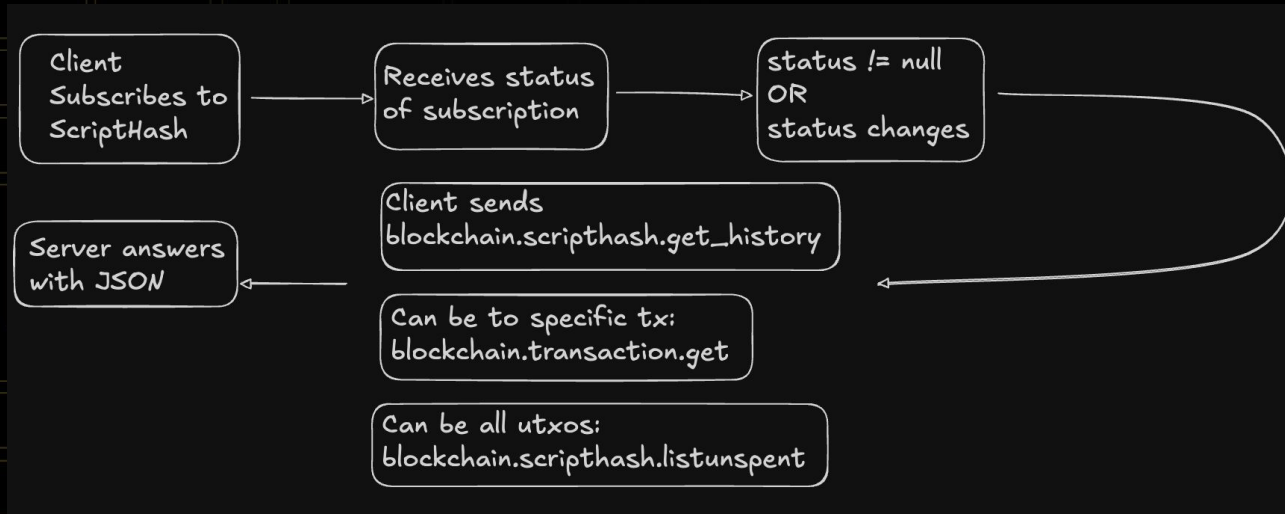 Client
Subscribes to
ScriptHash
Receives status
of subscription
status != null
OR
status changes
Client sends
blockchain.scripthash.get_history
Can be to specific tx:
blockchain.transaction.get
Can be all utxos:
blockchain.scripthash.listunspent
Server answers
with JSON